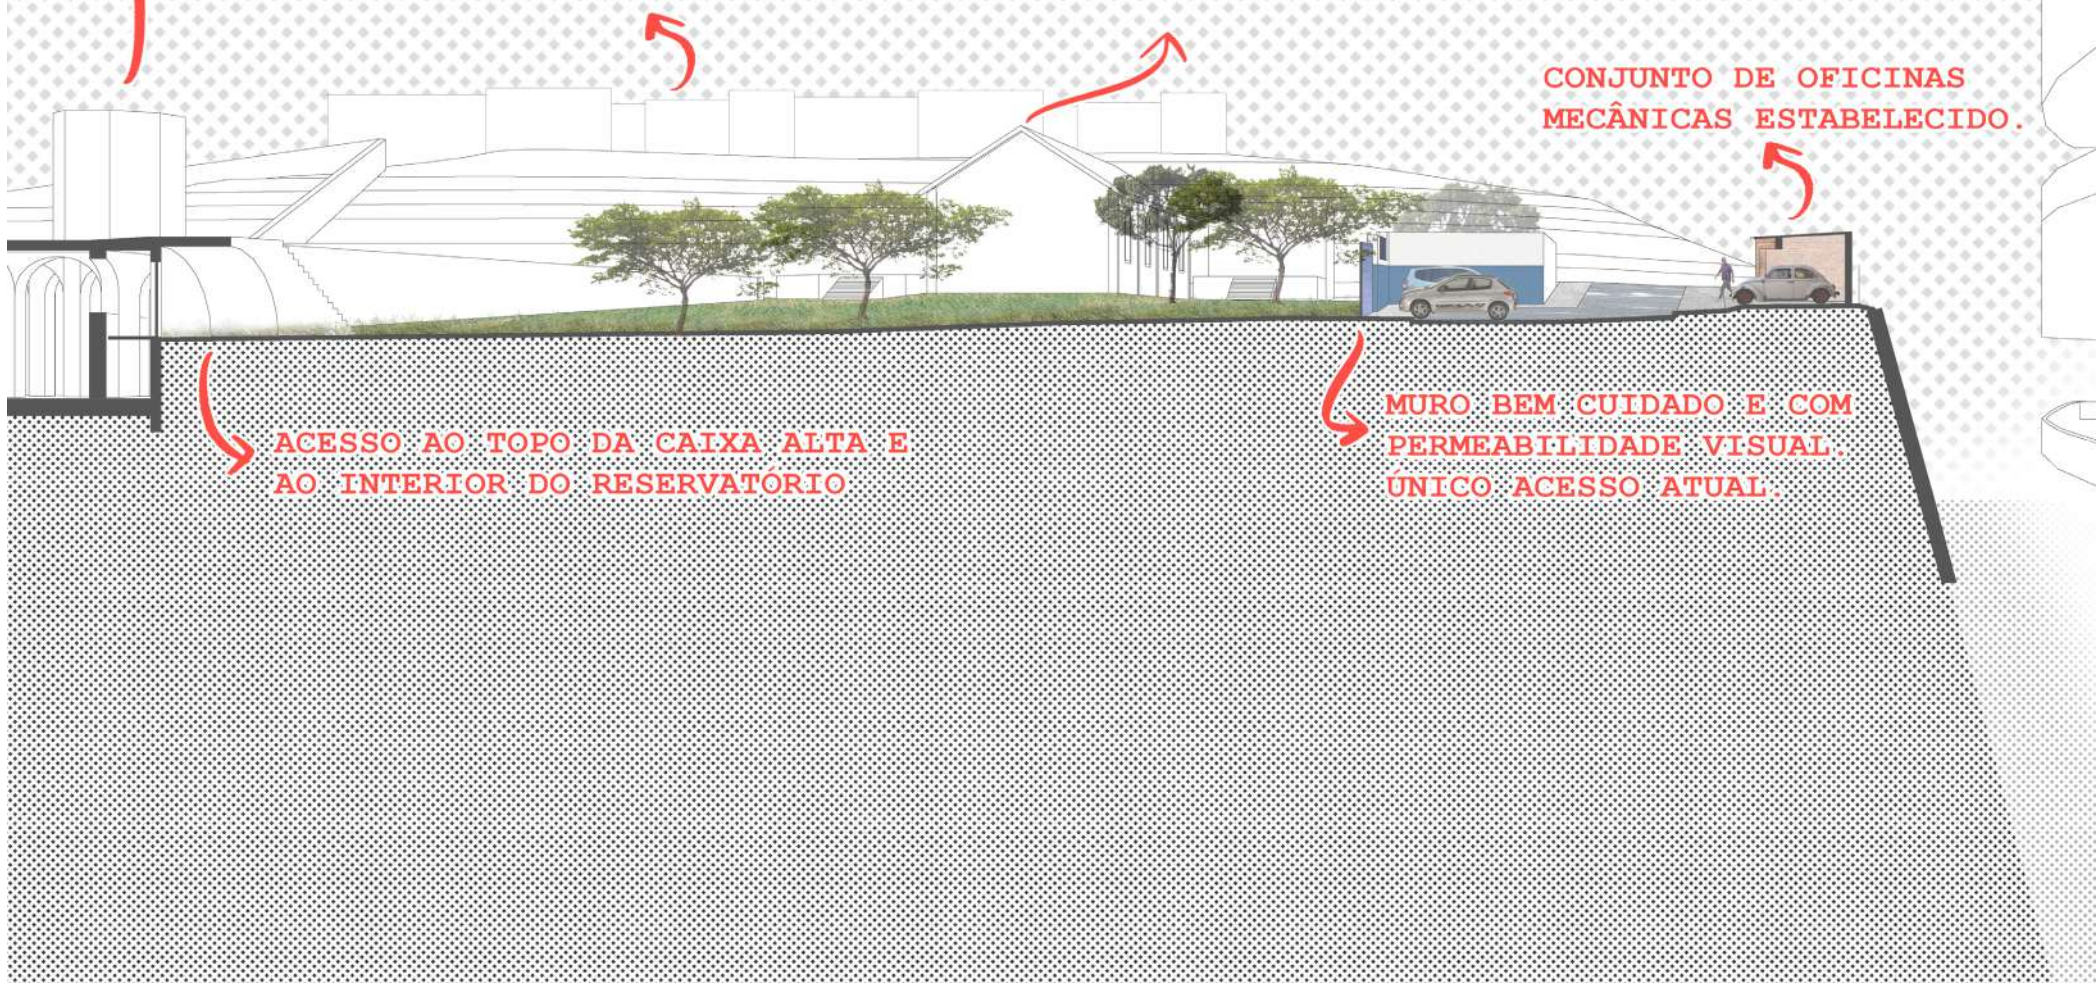 CONJUNTO DE OFICINAS
MECÂNICAS ESTABELECIDO.
MURO BEM CUIDADO E COM
PERMEABILIDADE VISUAL.
ÚNICO ACESSO ATUAL.
ACESSO AO TOPO DA CAIXA ALTA E
AO INTERIOR DO RESERVATÓRIO